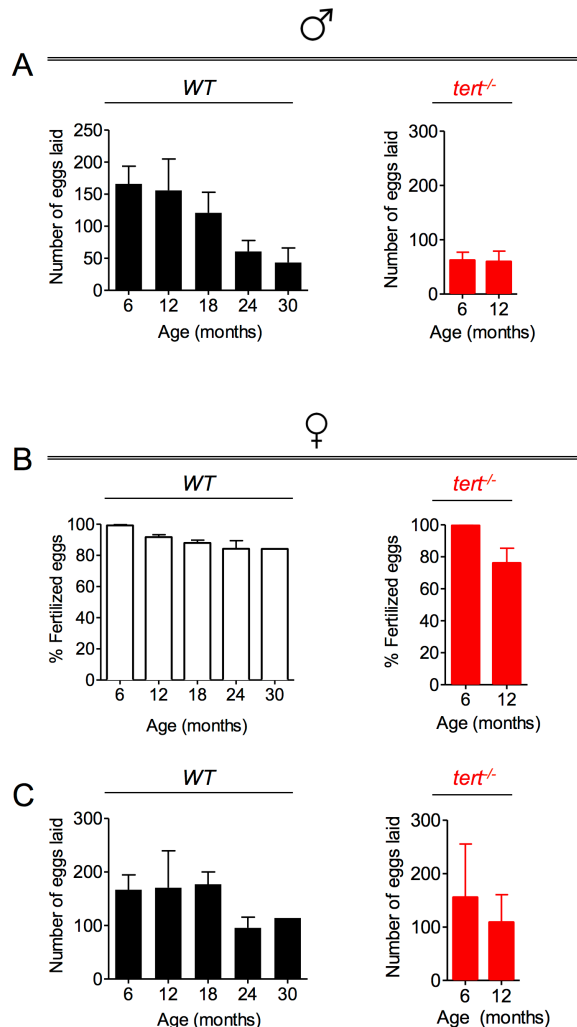 ♂
A
WT
tert-/-
Number of eggs laid
250
200
150
100
50
0
6 12 18 24 30
Age (months)
Number of eggs laid
300
200
100
0
6 12
Age (months)
♀
B
WT
tert-/-
% Fertilized eggs
100
80
60
40
20
0
6 12 18 24 30
Age (months)
% Fertilized eggs
100
80
60
40
20
0
6 12
Age (months)
C
WT
tert-/-
Number of eggs laid
300
200
100
0
6 12 18 24 30
Age (months)
Number of eggs laid
300
200
100
0
6 12
Age (months)